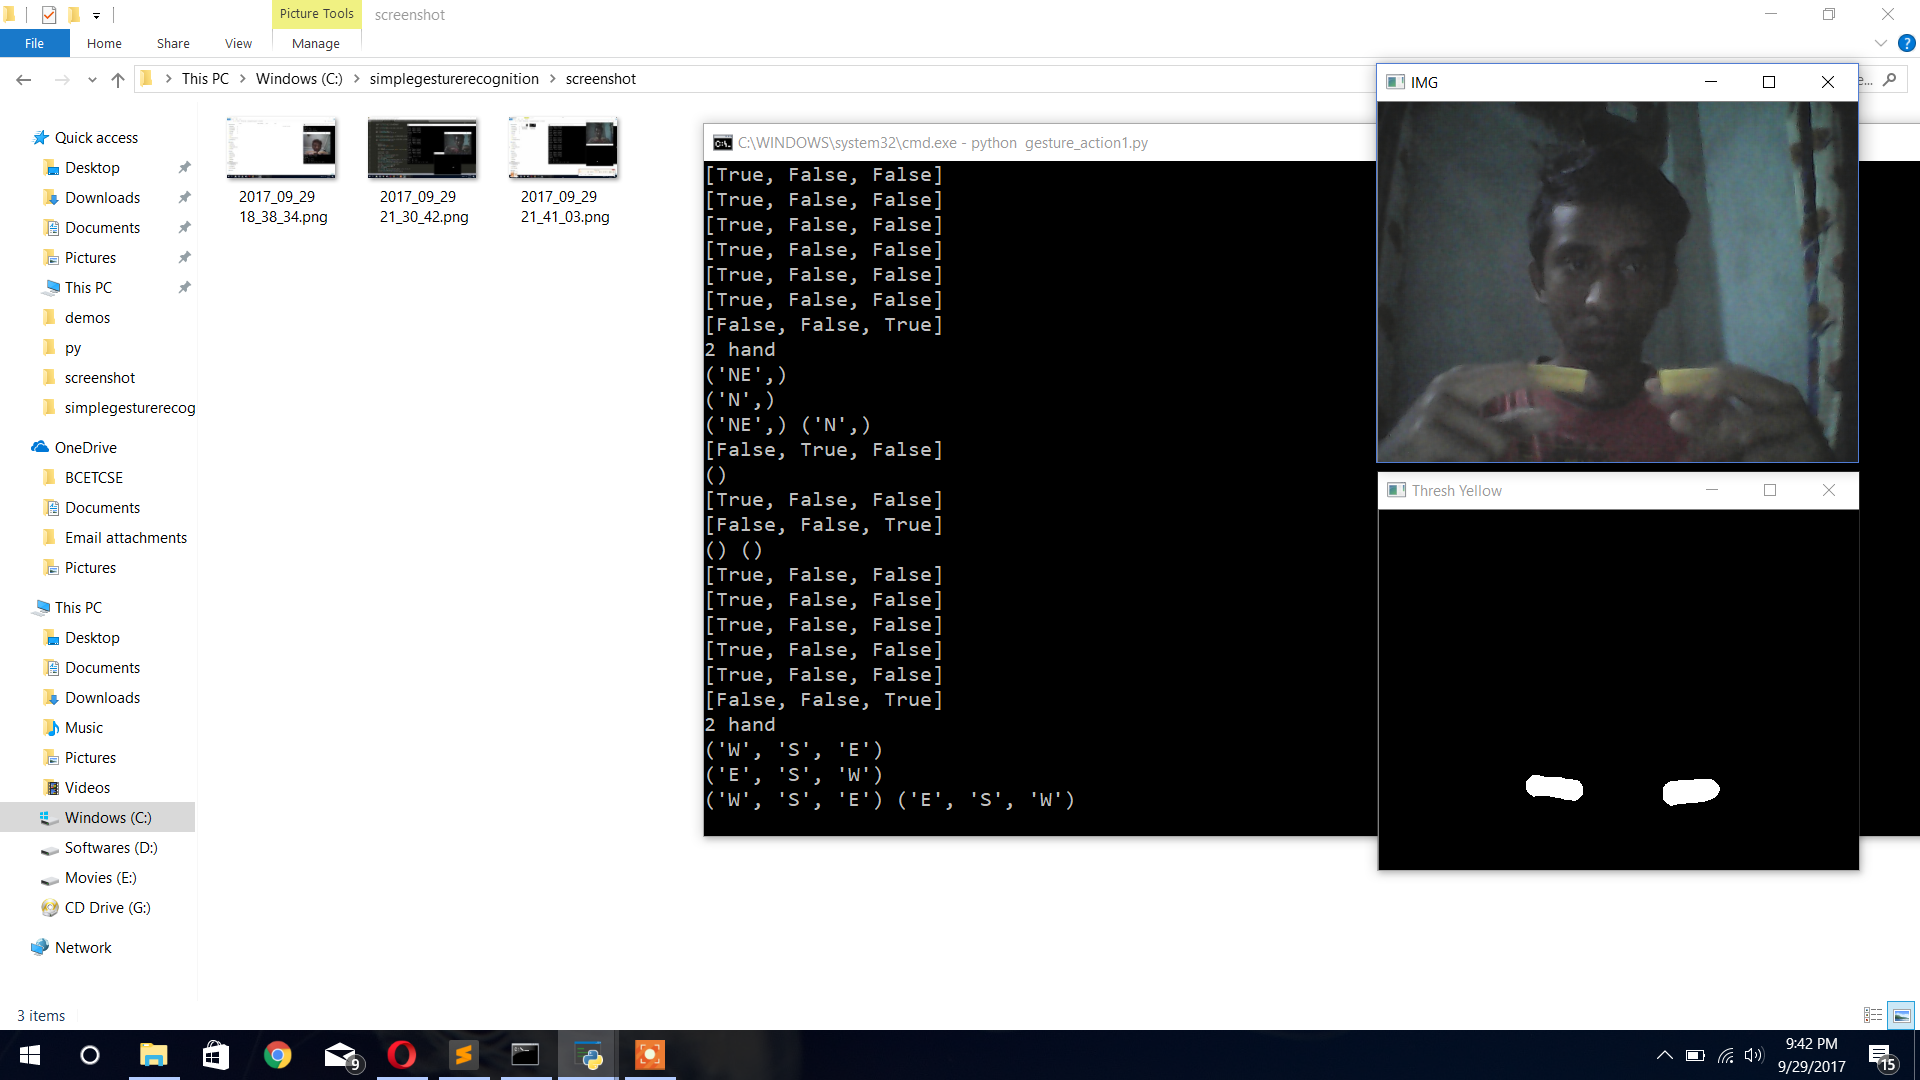 Picture Tools
screenshot
File
Home
Share
View
Manage
This PC
Windows (C:)
simplegesturerecognition
screenshot
e...
Quick access
Desktop
Downloads
Documents
Pictures
This PC
demos
py
screenshot
simplegesturerecog
OneDrive
BCETCSE
Documents
Email attachments
Pictures
This PC
Desktop
Documents
Downloads
Music
Pictures
Videos
Windows (C:)
Softwares (D:)
Movies (E:)
CD Drive (G:)
Network
3 items
2017_09_29
18_38_34.png
2017_09_29
21_30_42.png
2017_09_29
21_41_03.png
C:\WINDOWS\system32\cmd.exe - python  gesture_action1.py
[True, False, False]
[True, False, False]
[True, False, False]
[True, False, False]
[True, False, False]
[True, False, False]
[False, False, True]
2 hand
('NE',)
('N',)
('NE',) ('N',)
[False, True, False]
()
[True, False, False]
[False, False, True]
() ()
[True, False, False]
[True, False, False]
[True, False, False]
[True, False, False]
[True, False, False]
[False, False, True]
2 hand
('W', 'S', 'E')
('E', 'S', 'W')
('W', 'S', 'E') ('E', 'S', 'W')
IMG
Thresh Yellow
9
9:42 PM
9/29/2017
15